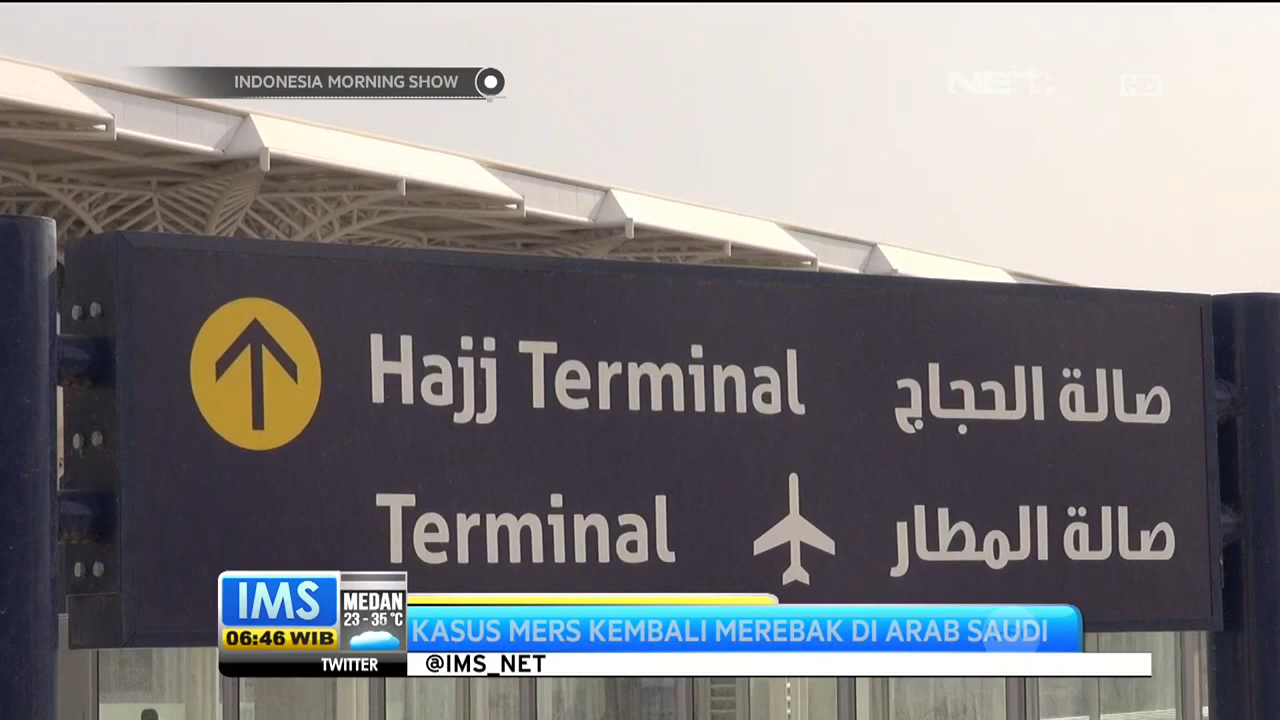 INDONESIA MORNING SHOW
NET.
HD
Hajj Terminal
صالة الحجاج
Terminal
صالة المطار
IMS
MEDAN
23 - 35 °C
06:46 WIB
KASUS MERS KEMBALI MEREBAK DI ARAB SAUDI
TWITTER
@IMS_NET